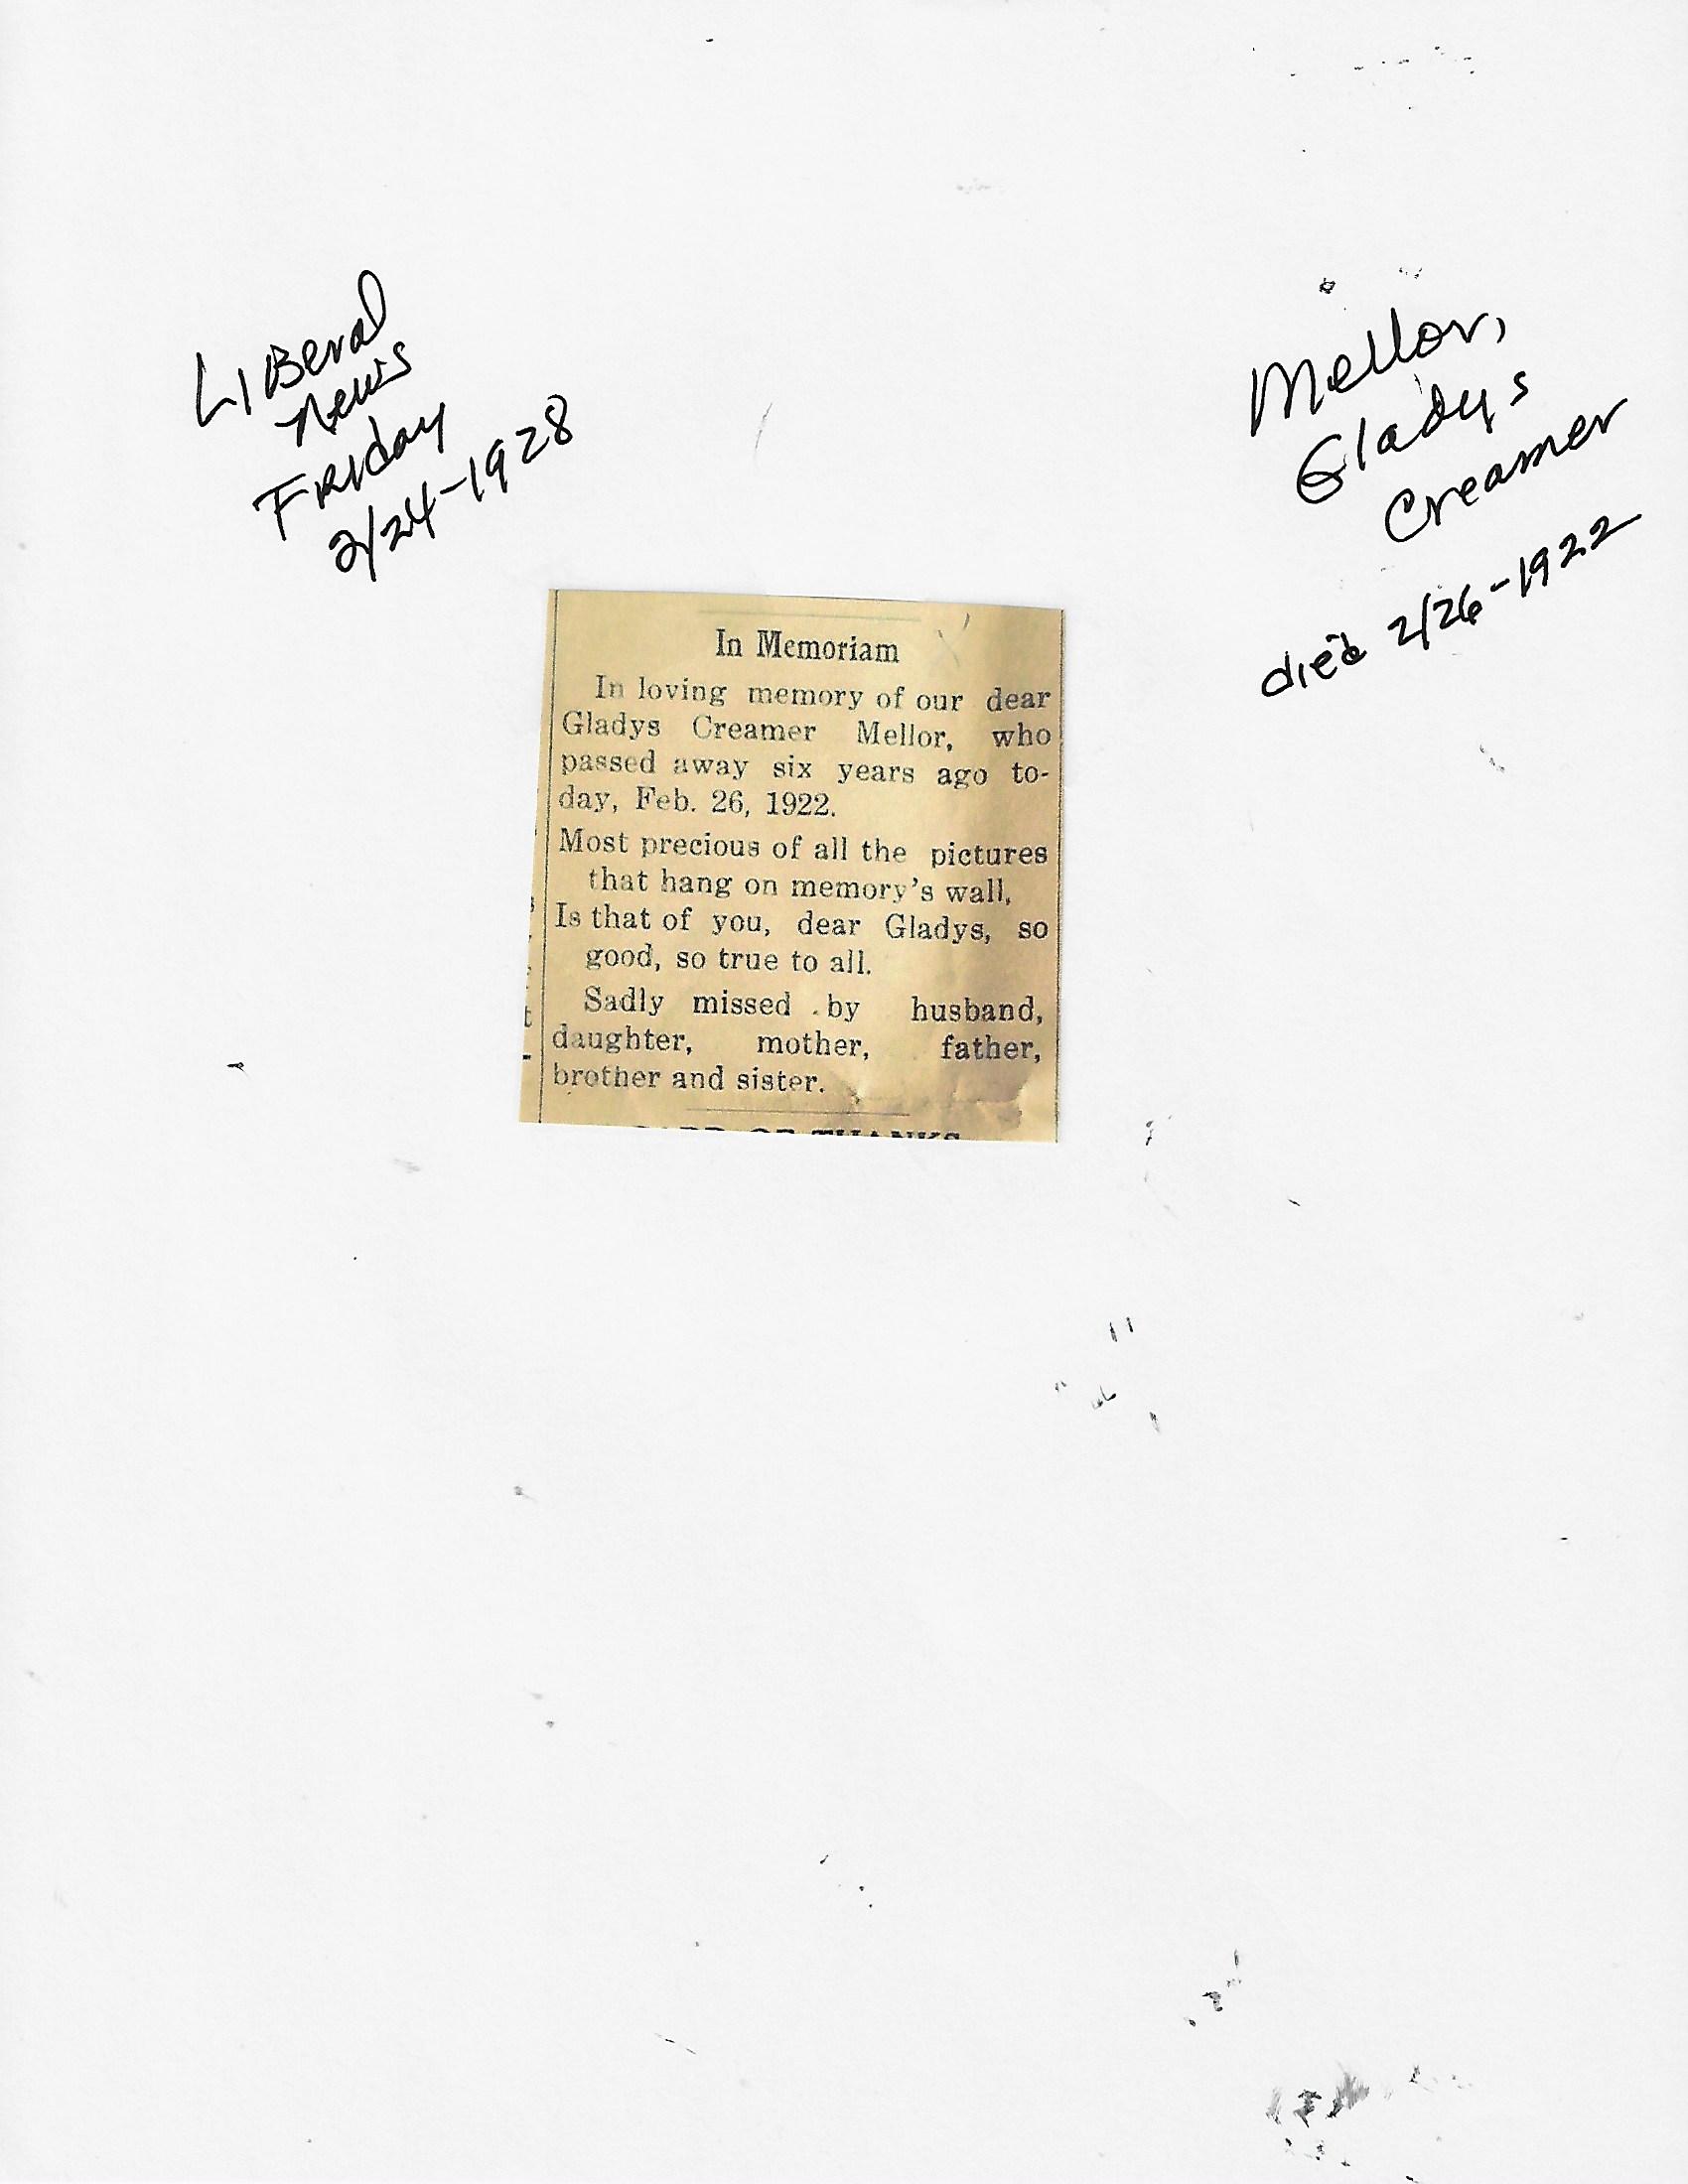 LIBeral
News
FRIday
2/24-1928
Mellor,
Gladys
Creamer
died 2/26-1922
In Memoriam
In loving memory of our dear
Gladys Creamer Mellor, who
passed away six years ago to-
day, Feb. 26, 1922.
Most precious of all the pictures
that hang on memory's wall,
Is that of you, dear Gladys, so
good, so true to all.
Sadly missed by husband,
daughter, mother, father,
brother and sister.
CARD OF THANKS